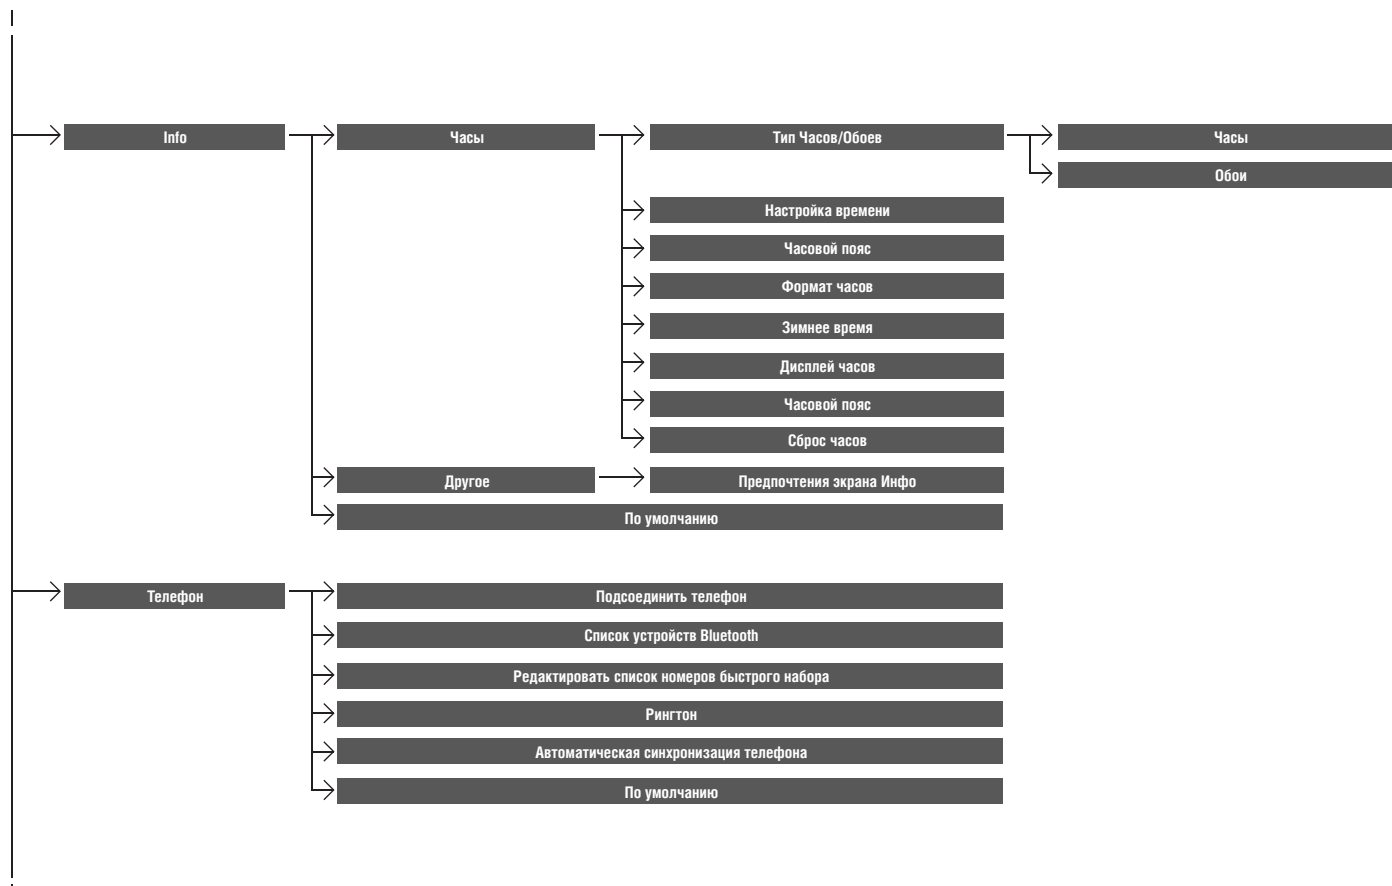 Info
Часы
Тип Часов/Обоев
Часы
Обои
Настройка времени
Часовой пояс
Формат часов
Зимнее время
Дисплей часов
Часовой пояс
Сброс часов
Другое
Предпочтения экрана Инфо
По умолчанию
Телефон
Подсоединить телефон
Список устройств Bluetooth
Редактировать список номеров быстрого набора
Рингтон
Автоматическая синхронизация телефона
По умолчанию